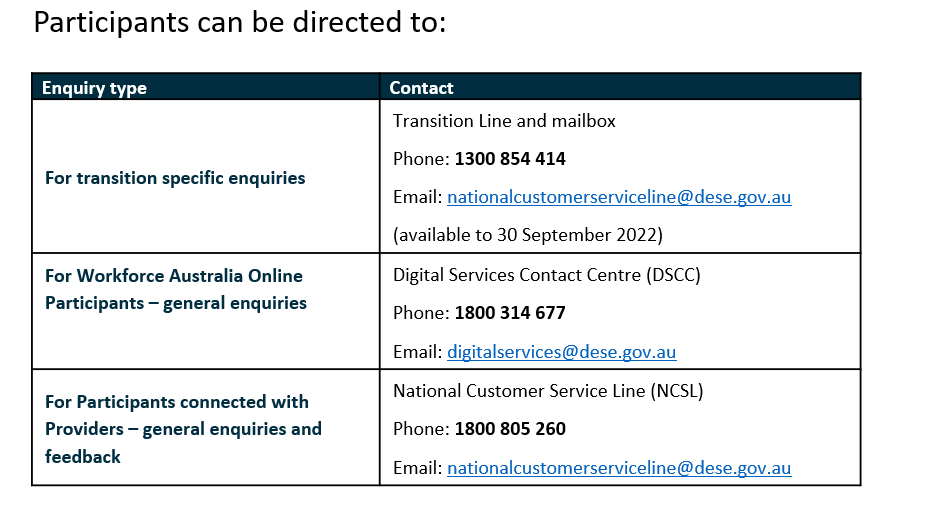 Participants can be directed to:
Enquiry type
Contact
For transition specific enquiries
Transition Line and mailbox
Phone: 1300 854 414
Email: nationalcustomerserviceline@dese.gov.au
(available to 30 September 2022)
For Workforce Australia Online
Participants – general enquiries
Digital Services Contact Centre (DSCC)
Phone: 1800 314 677
Email: digitalservices@dese.gov.au
For Participants connected with
Providers – general enquiries and
feedback
National Customer Service Line (NCSL)
Phone: 1800 805 260
Email: nationalcustomerserviceline@dese.gov.au